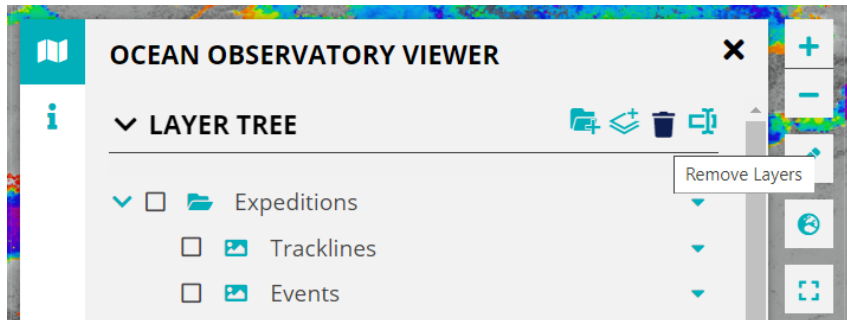 OCEAN OBSERVATORY VIEWER
LAYER TREE
Remove Layers
Expeditions
Tracklines
Events